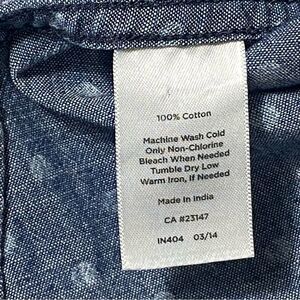 100% Cotton
Machine Wash Cold
Only Non-Chlorine
Bleach When Needed
Tumble Dry Low
Warm Iron, If Needed
Made in India
CA #23147
IN404 03/14